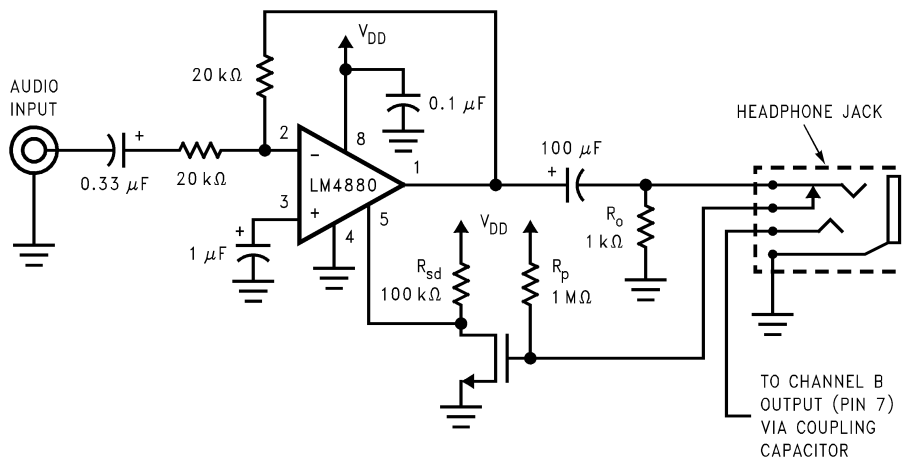 V_DD
20 kΩ
AUDIO
INPUT
0.1 μF
HEADPHONE JACK
+
2
8
0.33 μF
20 kΩ
−
LM4880
1
100 μF
+
3
+
5
R_o
1 kΩ
+
1 μF
4
V_DD
R_sd
100 kΩ
R_p
1 MΩ
TO CHANNEL B
OUTPUT (PIN 7)
VIA COUPLING
CAPACITOR